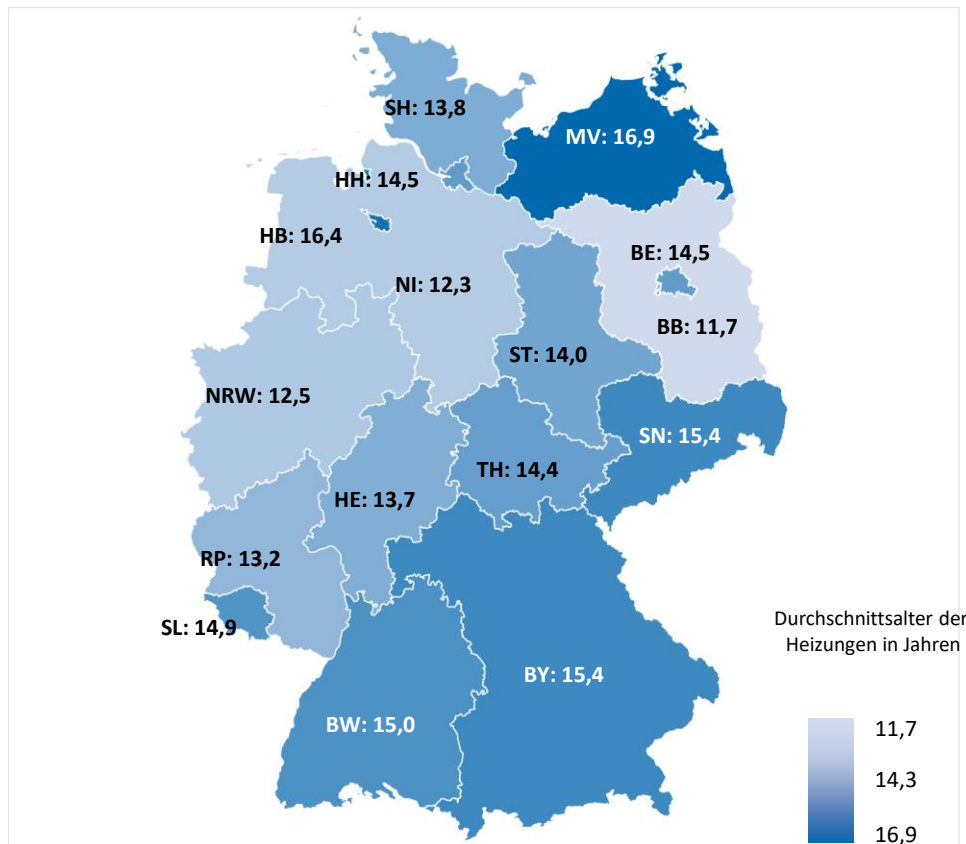 SH: 13,8
MV: 16,9
HH: 14,5
HB: 16,4
BE: 14,5
NI: 12,3
BB: 11,7
ST: 14,0
NRW: 12,5
SN: 15,4
TH: 14,4
HE: 13,7
RP: 13,2
SL: 14,9
BY: 15,4
BW: 15,0
Durchschnittsalter der
Heizungen in Jahren
11,7
14,3
16,9